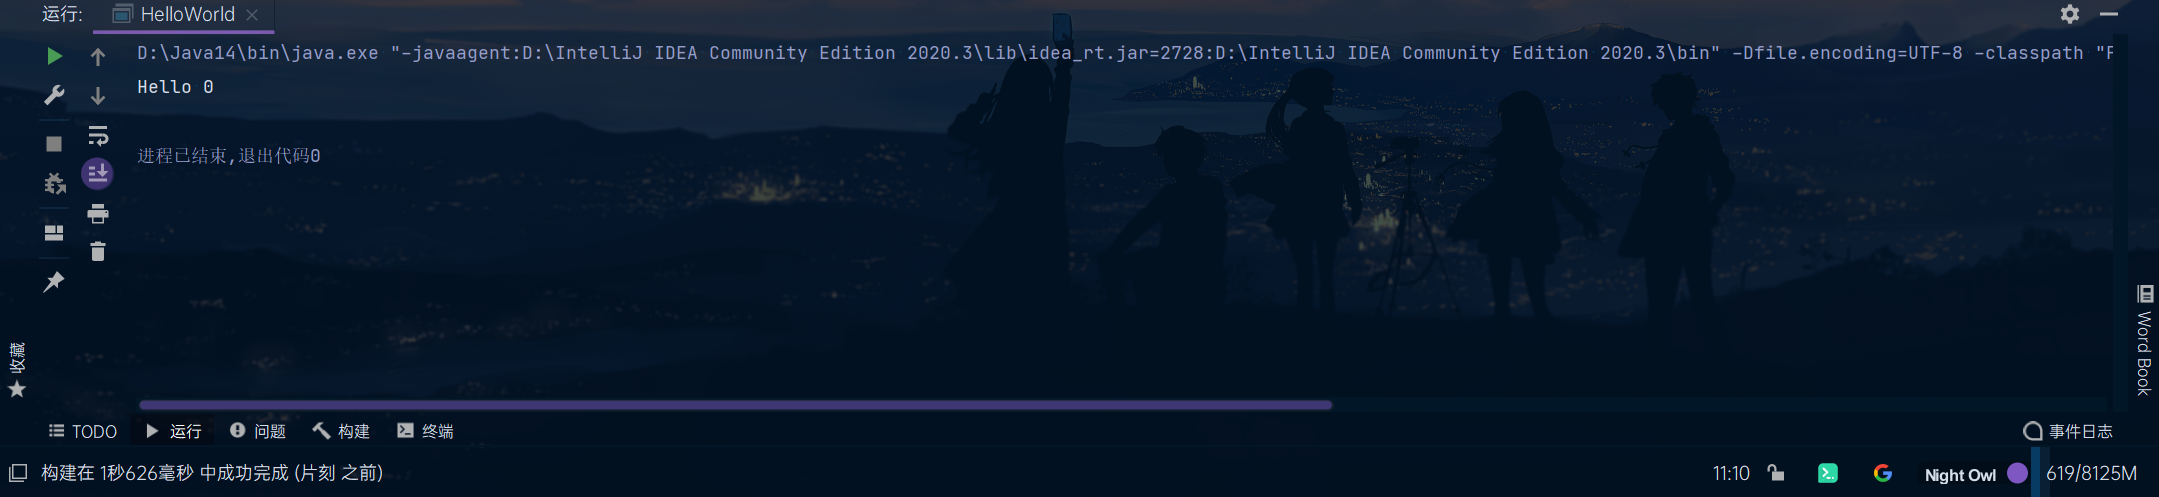 运行: HelloWorld
D:\Java14\bin\java.exe "-javaagent:D:\IntelliJ IDEA Community Edition 2020.3\lib\idea_rt.jar=2728:D:\IntelliJ IDEA Community Edition 2020.3\bin" -Dfile.encoding=UTF-8 -classpath "F
Hello 0
进程已结束,退出代码0
收藏
Word Book
TODO 运行 问题 构建 终端 事件日志
构建在 1秒626毫秒 中成功完成 (片刻 之前) 11:10 Night Owl 619/8125M